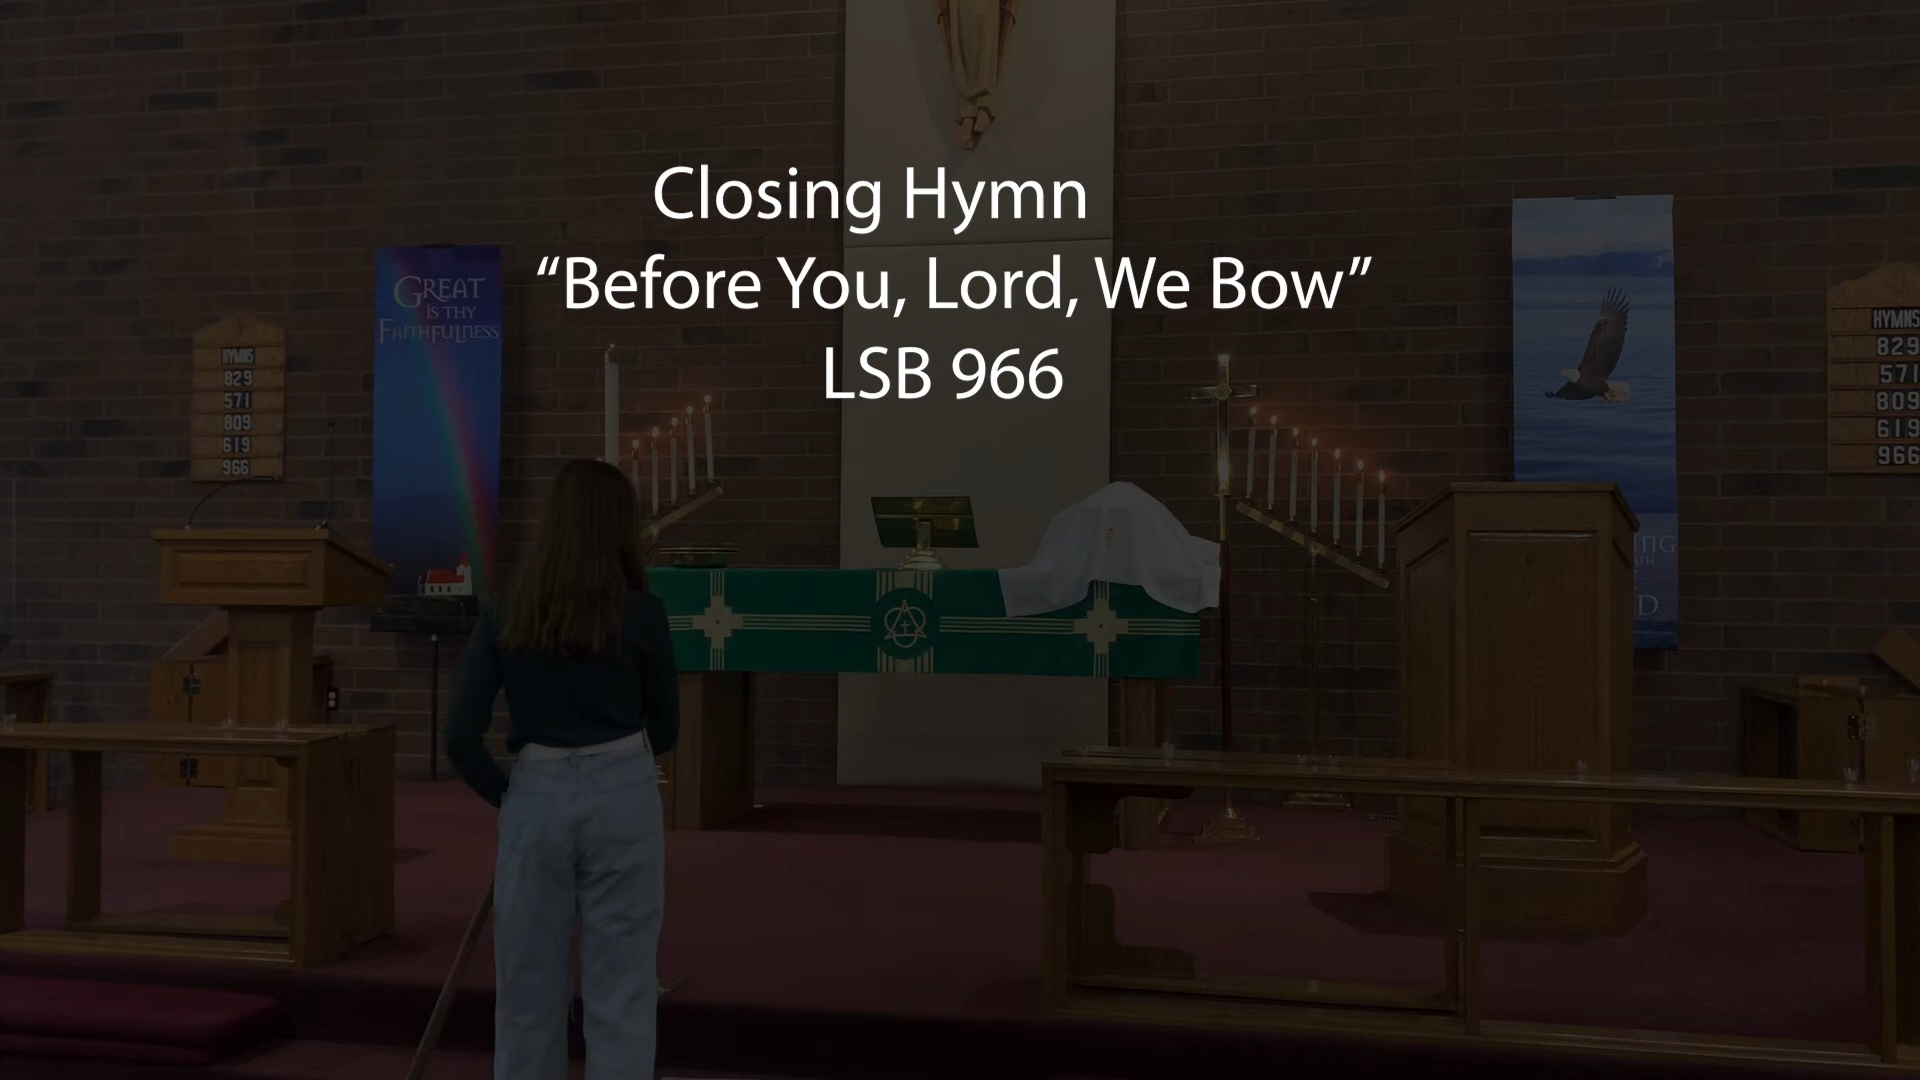 Closing Hymn
“Before You, Lord, We Bow”
LSB 966
GREAT
IS THY
FAITHFULNESS
HYMNS
829
571
809
619
966
HYMNS
829
571
809
619
966